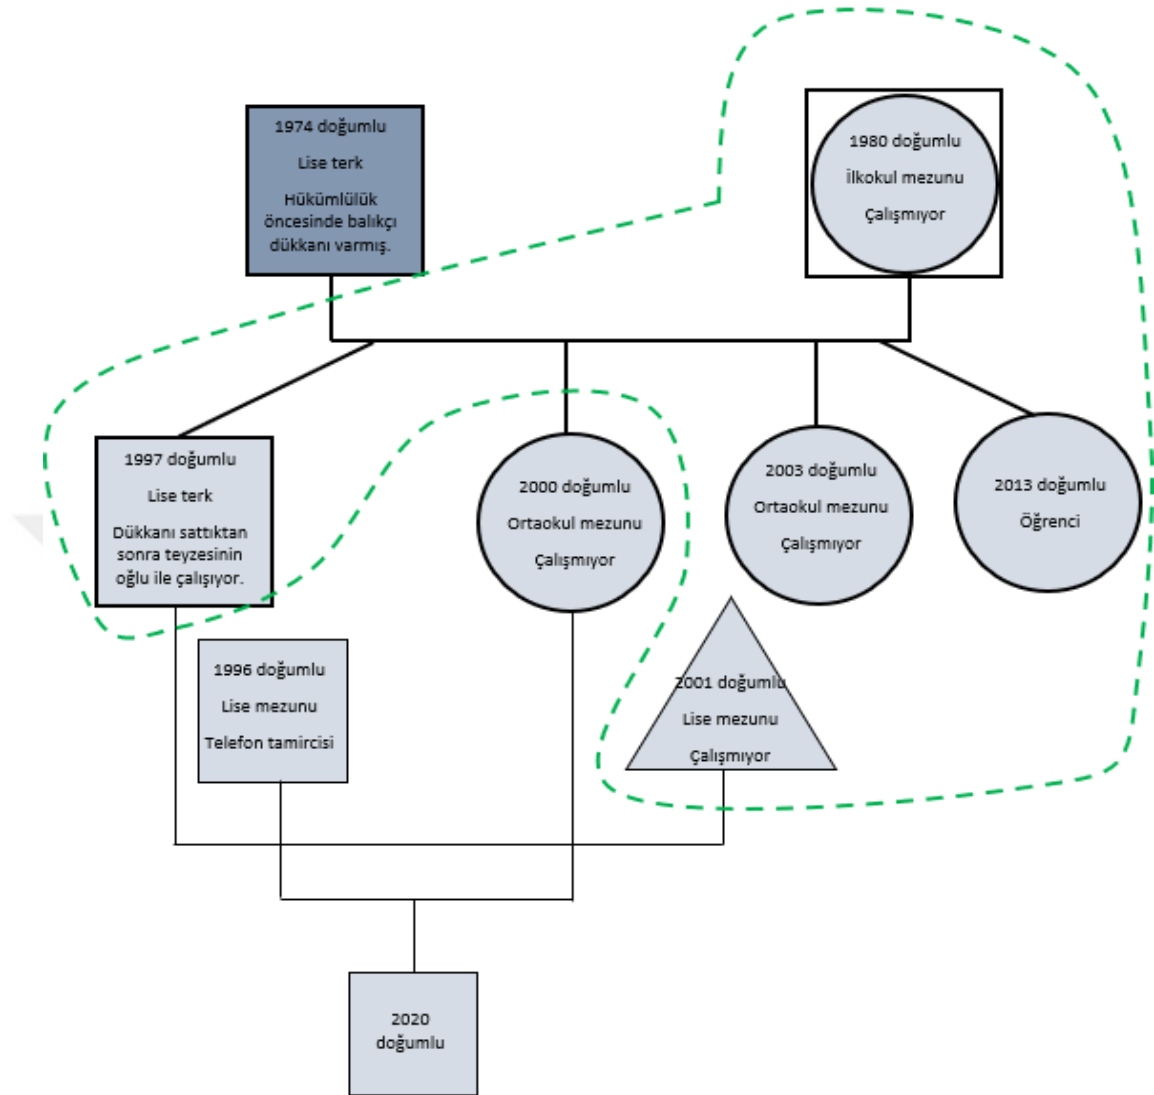 1974 doğumlu
Lise terk
Hükümlülük
öncesinde balıkçı
dükkanı varmış.
1980 doğumlu
İlkokul mezunu
Çalışmıyor
1997 doğumlu
Lise terk
Dükkanı sattıktan
sonra teyzesinin
oğlu ile çalışıyor.
2000 doğumlu
Ortaokul mezunu
Çalışmıyor
2003 doğumlu
Ortaokul mezunu
Çalışmıyor
2013 doğumlu
Öğrenci
1996 doğumlu
Lise mezunu
Telefon tamircisi
2001 doğumlu
Lise mezunu
Çalışmıyor
2020
doğumlu